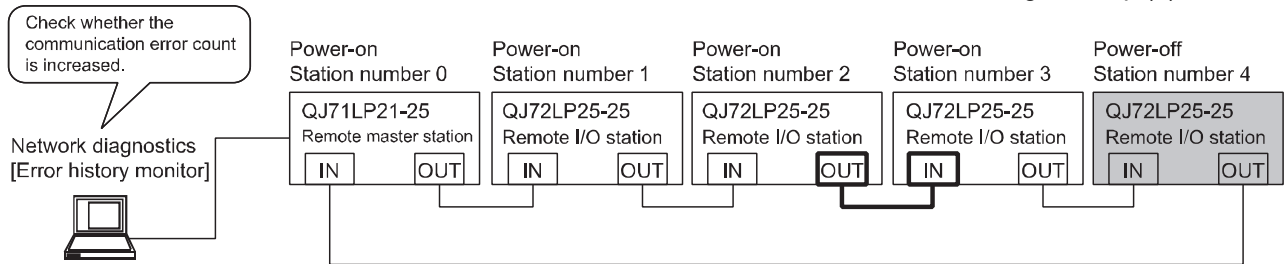 Check whether the
communication error count
is increased.
Network diagnostics
[Error history monitor]
Power-on
Station number 0
QJ71LP21-25
Remote master station
IN OUT
Power-on
Station number 1
QJ72LP25-25
Remote I/O station
IN OUT
Power-on
Station number 2
QJ72LP25-25
Remote I/O station
IN OUT
Power-on
Station number 3
QJ72LP25-25
Remote I/O station
IN OUT
Power-off
Station number 4
QJ72LP25-25
Remote I/O station
IN OUT